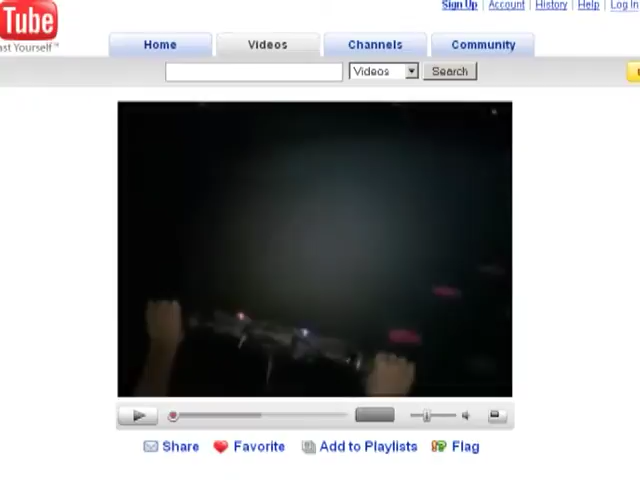 Sign Up | Account | History | Help | Log In
Tube
ast Yourself™
Home Videos Channels Community
Videos Search
Share Favorite Add to Playlists Flag